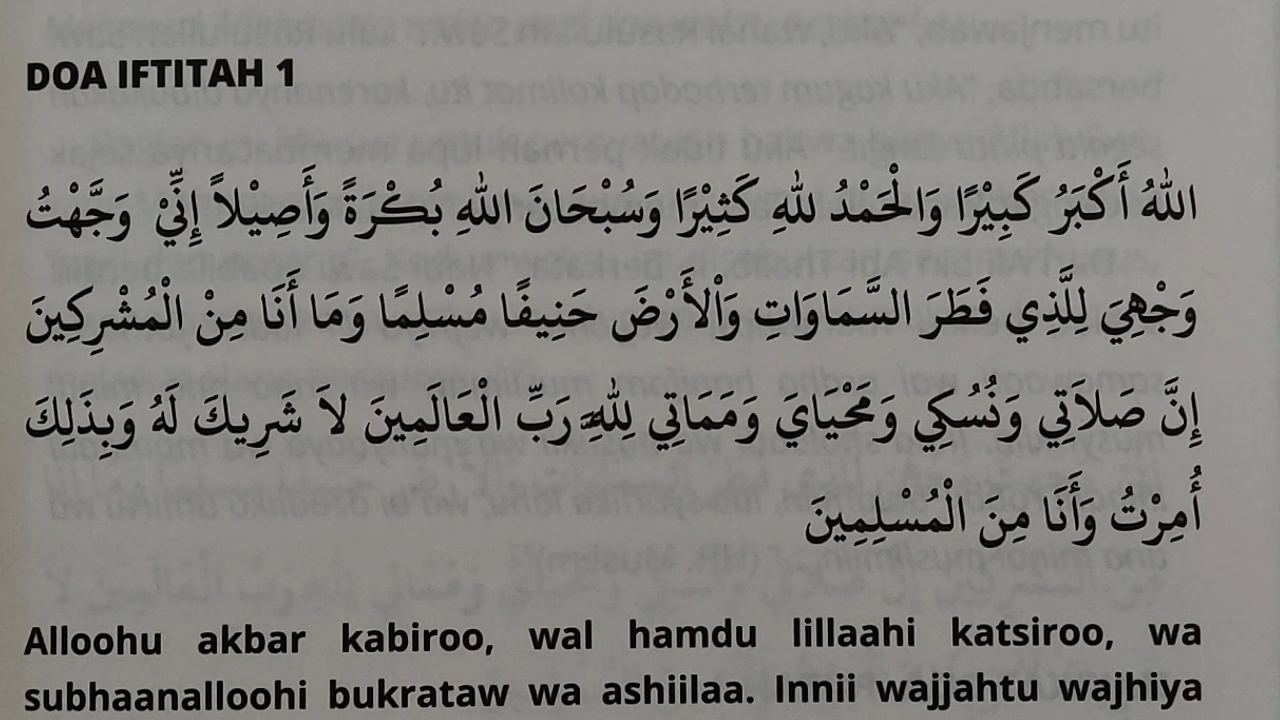 DOA IFTITAH 1
اللهُ أَكْبَرُ كَبِيْرًا وَالْحَمْدُ للهِ كَثِيْرًا وَسُبْحَانَ اللهِ بُكْرَةً وَأَصِيْلاً إِنِّيْ وَجَّهْتُ
وَجْهِيَ لِلَّذِي فَطَرَ السَّمَاوَاتِ وَاْلأَرْضَ حَنِيفًا مُسْلِمًا وَمَا أَنَا مِنْ الْمُشْرِكِينَ
إِنَّ صَلاَتِي وَنُسُكِي وَمَحْيَايَ وَمَمَاتِي لِلهِ رَبِّ الْعَالَمِينَ لاَ شَرِيكَ لَهُ وَبِذَلِكَ
أُمِرْتُ وَأَنَا مِنَ الْمُسْلِمِينَ
Alloohu akbar kabiroo, wal hamdu lillaahi katsiroo, wa
subhaanalloohi bukrataw wa ashiilaa. Innii wajjahtu wajhiya